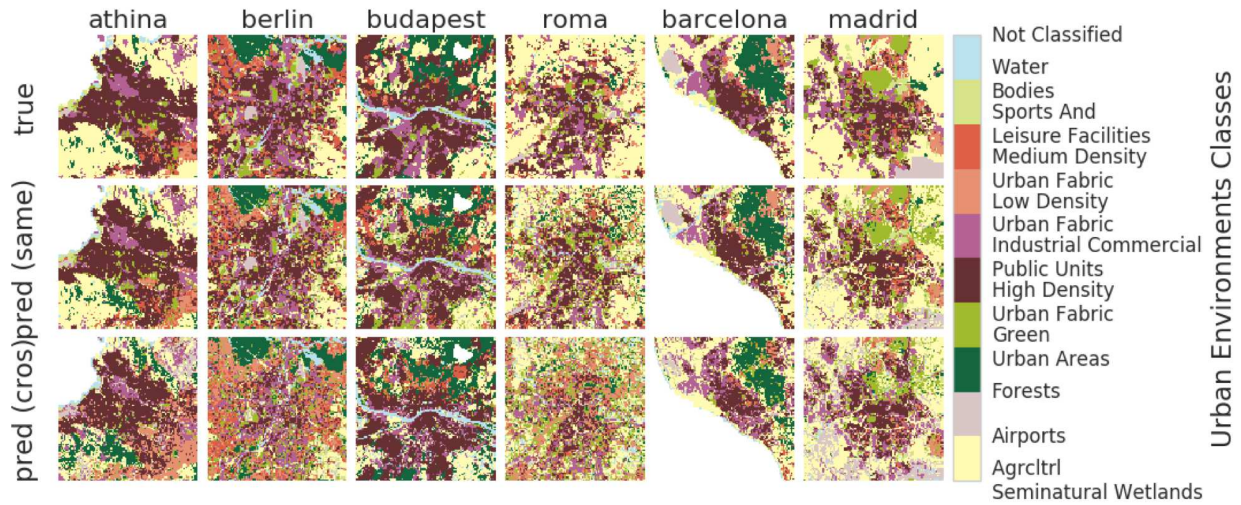 athina berlin budapest roma barcelona madrid
true
pred (same)
pred (cros)
Not Classified
Water
Bodies
Sports And
Leisure Facilities
Medium Density
Urban Fabric
Low Density
Urban Fabric
Industrial Commercial
Public Units
High Density
Urban Fabric
Green
Urban Areas
Forests
Airports
Agrcltrl
Seminatural Wetlands
Urban Environments Classes